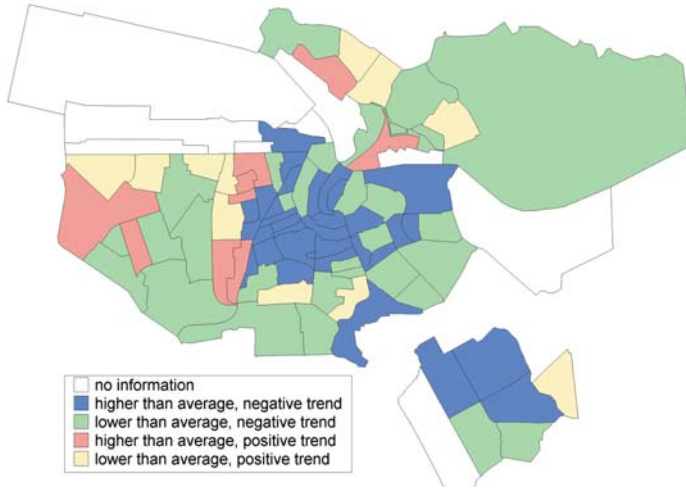 no information
higher than average, negative trend
lower than average, negative trend
higher than average, positive trend
lower than average, positive trend